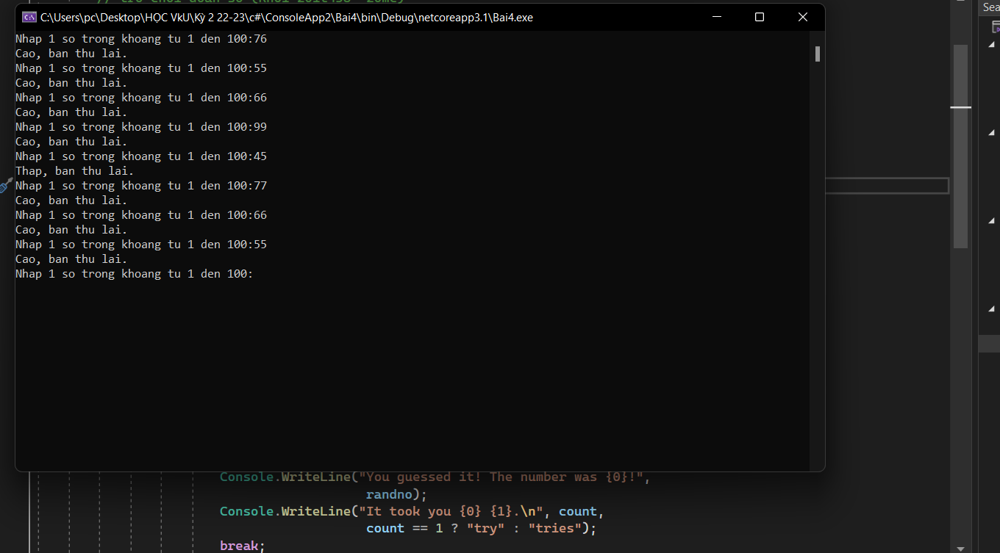 // trò chơi đoán số (khởi
Sea
C:\Users\pc\Desktop\HỌC VkU\Kỳ 2 22-23\c#\ConsoleApp2\Bai4\bin\Debug\netcoreapp3.1\Bai4.exe
Nhap 1 so trong khoang tu 1 den 100:76
Cao, ban thu lai.
Nhap 1 so trong khoang tu 1 den 100:55
Cao, ban thu lai.
Nhap 1 so trong khoang tu 1 den 100:66
Cao, ban thu lai.
Nhap 1 so trong khoang tu 1 den 100:99
Cao, ban thu lai.
Nhap 1 so trong khoang tu 1 den 100:45
Thap, ban thu lai.
Nhap 1 so trong khoang tu 1 den 100:77
Cao, ban thu lai.
Nhap 1 so trong khoang tu 1 den 100:66
Cao, ban thu lai.
Nhap 1 so trong khoang tu 1 den 100:55
Cao, ban thu lai.
Nhap 1 so trong khoang tu 1 den 100:
Console.WriteLine("You guessed it! The number was {0}!",
randno);
Console.WriteLine("It took you {0} {1}.\n", count,
count == 1 ? "try" : "tries");
break;